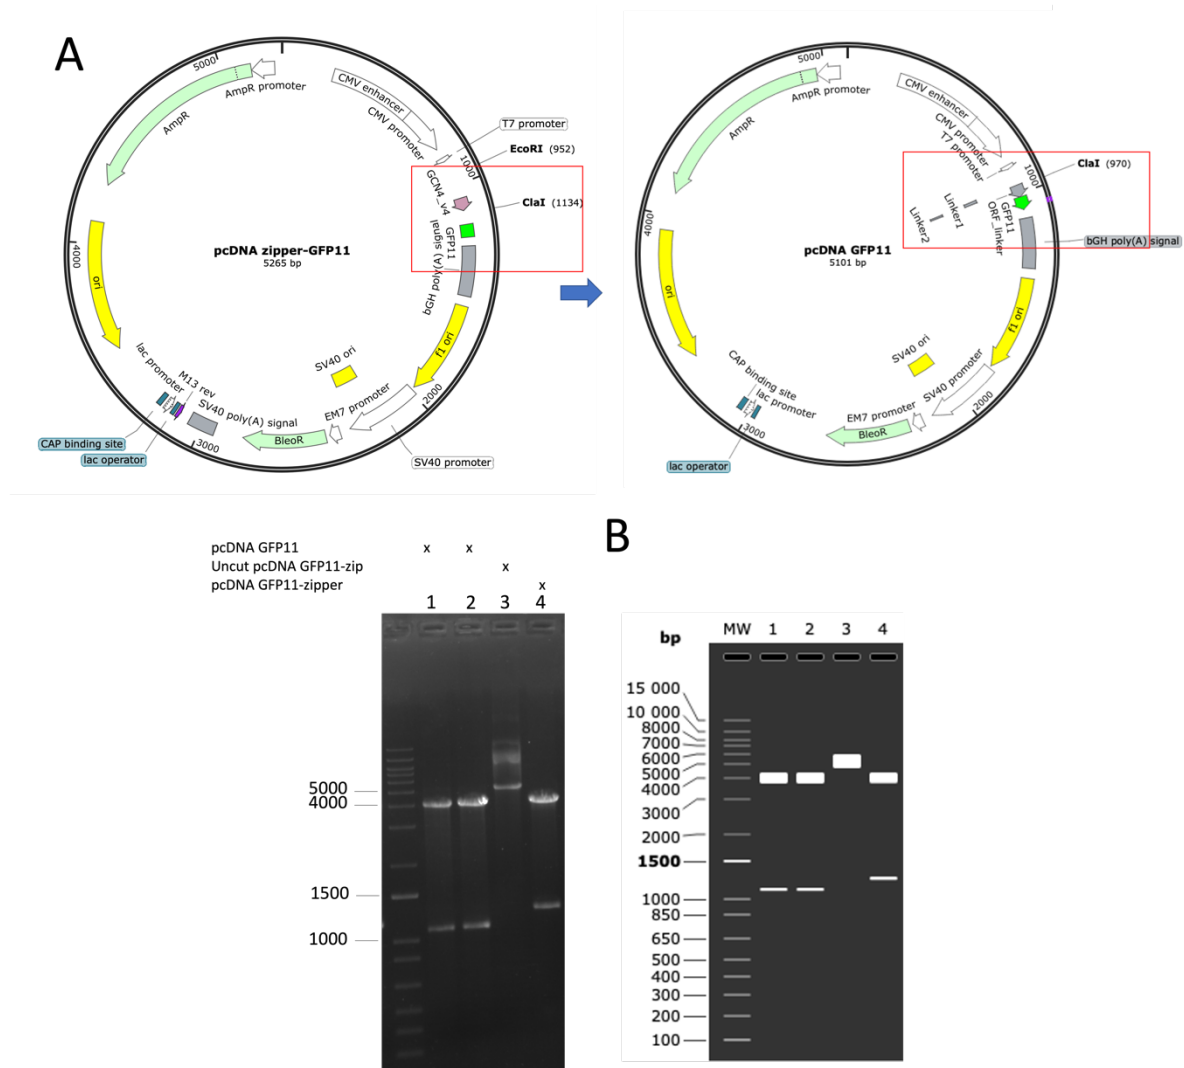 A
5000
AmpR promoter
AmpR
CMV enhancer
CMV promoter
T7 promoter
EcoRI (952)
1000
GCN4_v4
ClaI (1134)
GFP11
bGH poly(A) signal
4000
ori
pcDNA zipper-GFP11
5265 bp
f1 ori
SV40 ori
2000
lac promoter
M13 rev
SV40 poly(A) signal
EM7 promoter
CAP binding site
lac operator
3000
BleoR
SV40 promoter
5000
AmpR promoter
AmpR
CMV enhancer
CMV promoter
T7 promoter
1000
ClaI (970)
Linker1
Linker2
GFP11
ORF_linker
4000
ori
pcDNA GFP11
5101 bp
bGH poly(A) signal
f1 ori
SV40 ori
SV40 promoter
2000
CAP binding site
lac promoter
EM7 promoter
3000
BleoR
lac operator
B
pcDNA GFP11 x x
Uncut pcDNA GFP11-zip x
pcDNA GFP11-zipper x
1 2 3 4
5000
4000
1500
1000
bp MW 1 2 3 4
15 000
10 000
8000
7000
6000
5000
4000
3000
2000
1500
1000
850
650
500
400
300
200
100